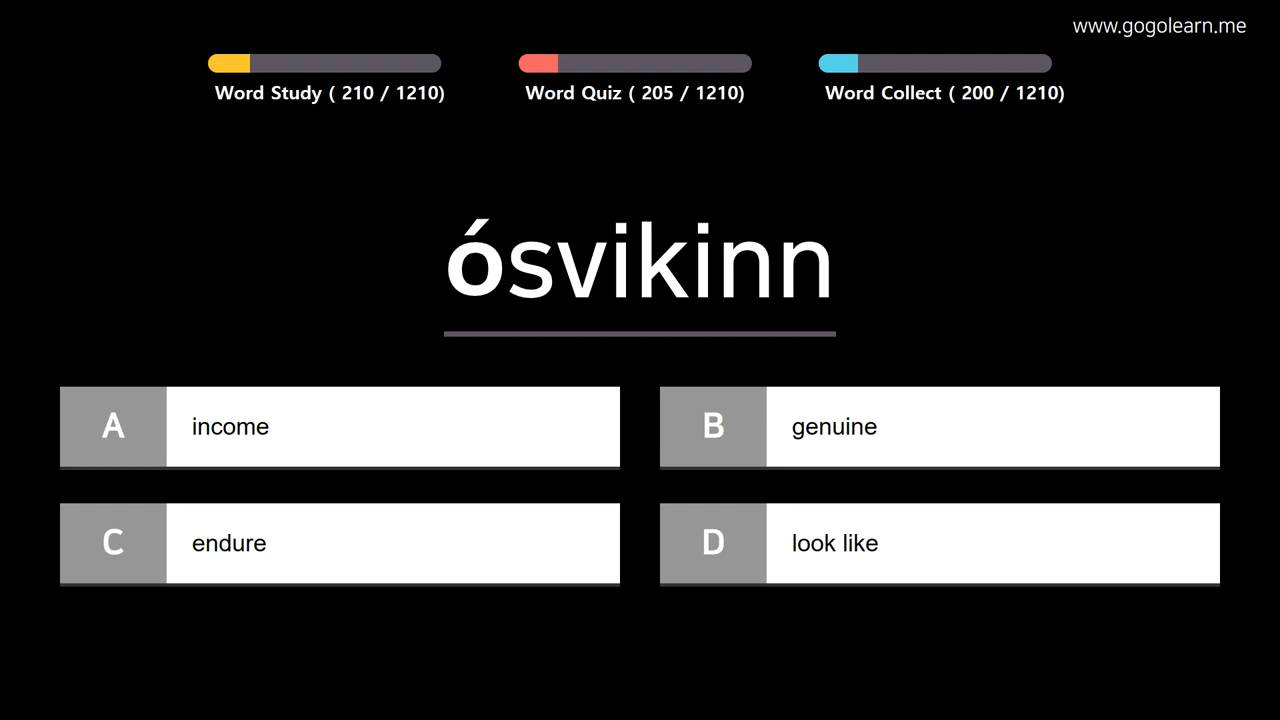 www.gogolearn.me
Word Study ( 210 / 1210)
Word Quiz ( 205 / 1210)
Word Collect ( 200 / 1210)
ósvikinn
A income
B genuine
C endure
D look like